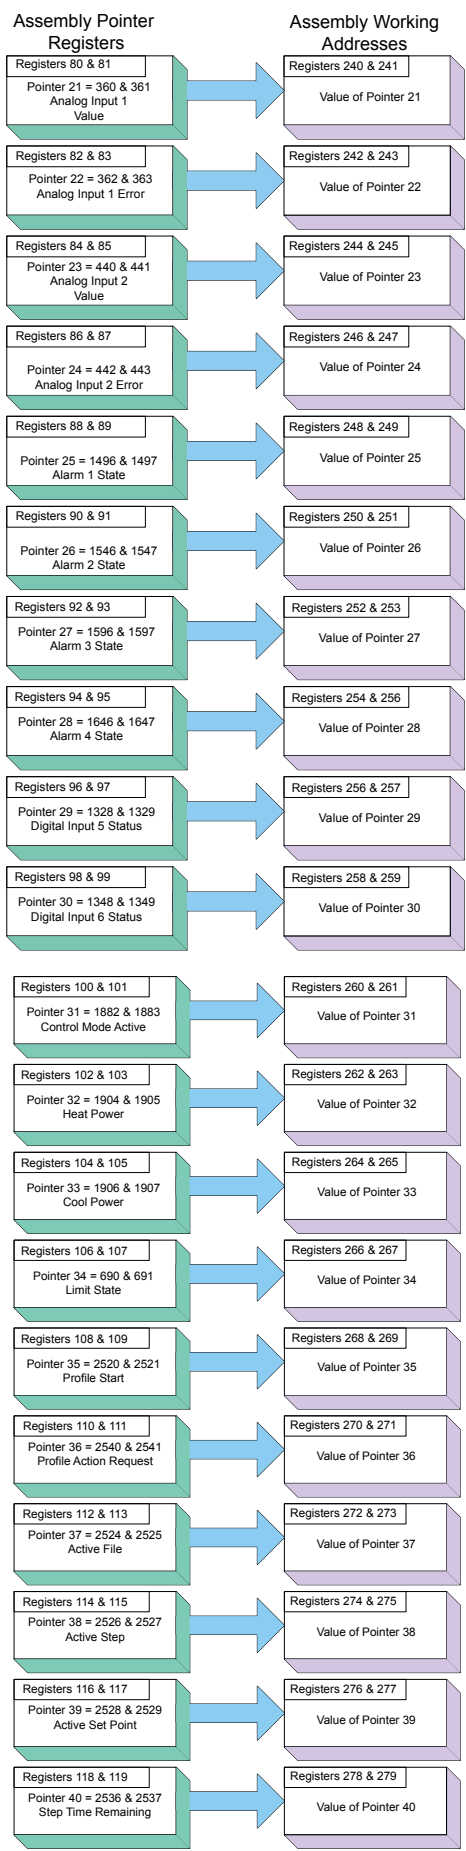 Assembly Pointer
Registers
Assembly Working
Addresses
Registers 80 & 81
Pointer 21 = 360 & 361
Analog Input 1
Value
Registers 240 & 241
Value of Pointer 21
Registers 82 & 83
Pointer 22 = 362 & 363
Analog Input 1 Error
Registers 242 & 243
Value of Pointer 22
Registers 84 & 85
Pointer 23 = 440 & 441
Analog Input 2
Value
Registers 244 & 245
Value of Pointer 23
Registers 86 & 87
Pointer 24 = 442 & 443
Analog Input 2 Error
Registers 246 & 247
Value of Pointer 24
Registers 88 & 89
Pointer 25 = 1496 & 1497
Alarm 1 State
Registers 248 & 249
Value of Pointer 25
Registers 90 & 91
Pointer 26 = 1546 & 1547
Alarm 2 State
Registers 250 & 251
Value of Pointer 26
Registers 92 & 93
Pointer 27 = 1596 & 1597
Alarm 3 State
Registers 252 & 253
Value of Pointer 27
Registers 94 & 95
Pointer 28 = 1646 & 1647
Alarm 4 State
Registers 254 & 256
Value of Pointer 28
Registers 96 & 97
Pointer 29 = 1328 & 1329
Digital Input 5 Status
Registers 256 & 257
Value of Pointer 29
Registers 98 & 99
Pointer 30 = 1348 & 1349
Digital Input 6 Status
Registers 258 & 259
Value of Pointer 30
Registers 100 & 101
Pointer 31 = 1882 & 1883
Control Mode Active
Registers 260 & 261
Value of Pointer 31
Registers 102 & 103
Pointer 32 = 1904 & 1905
Heat Power
Registers 262 & 263
Value of Pointer 32
Registers 104 & 105
Pointer 33 = 1906 & 1907
Cool Power
Registers 264 & 265
Value of Pointer 33
Registers 106 & 107
Pointer 34 = 690 & 691
Limit State
Registers 266 & 267
Value of Pointer 34
Registers 108 & 109
Pointer 35 = 2520 & 2521
Profile Start
Registers 268 & 269
Value of Pointer 35
Registers 110 & 111
Pointer 36 = 2540 & 2541
Profile Action Request
Registers 270 & 271
Value of Pointer 36
Registers 112 & 113
Pointer 37 = 2524 & 2525
Active File
Registers 272 & 273
Value of Pointer 37
Registers 114 & 115
Pointer 38 = 2526 & 2527
Active Step
Registers 274 & 275
Value of Pointer 38
Registers 116 & 117
Pointer 39 = 2528 & 2529
Active Set Point
Registers 276 & 277
Value of Pointer 39
Registers 118 & 119
Pointer 40 = 2536 & 2537
Step Time Remaining
Registers 278 & 279
Value of Pointer 40